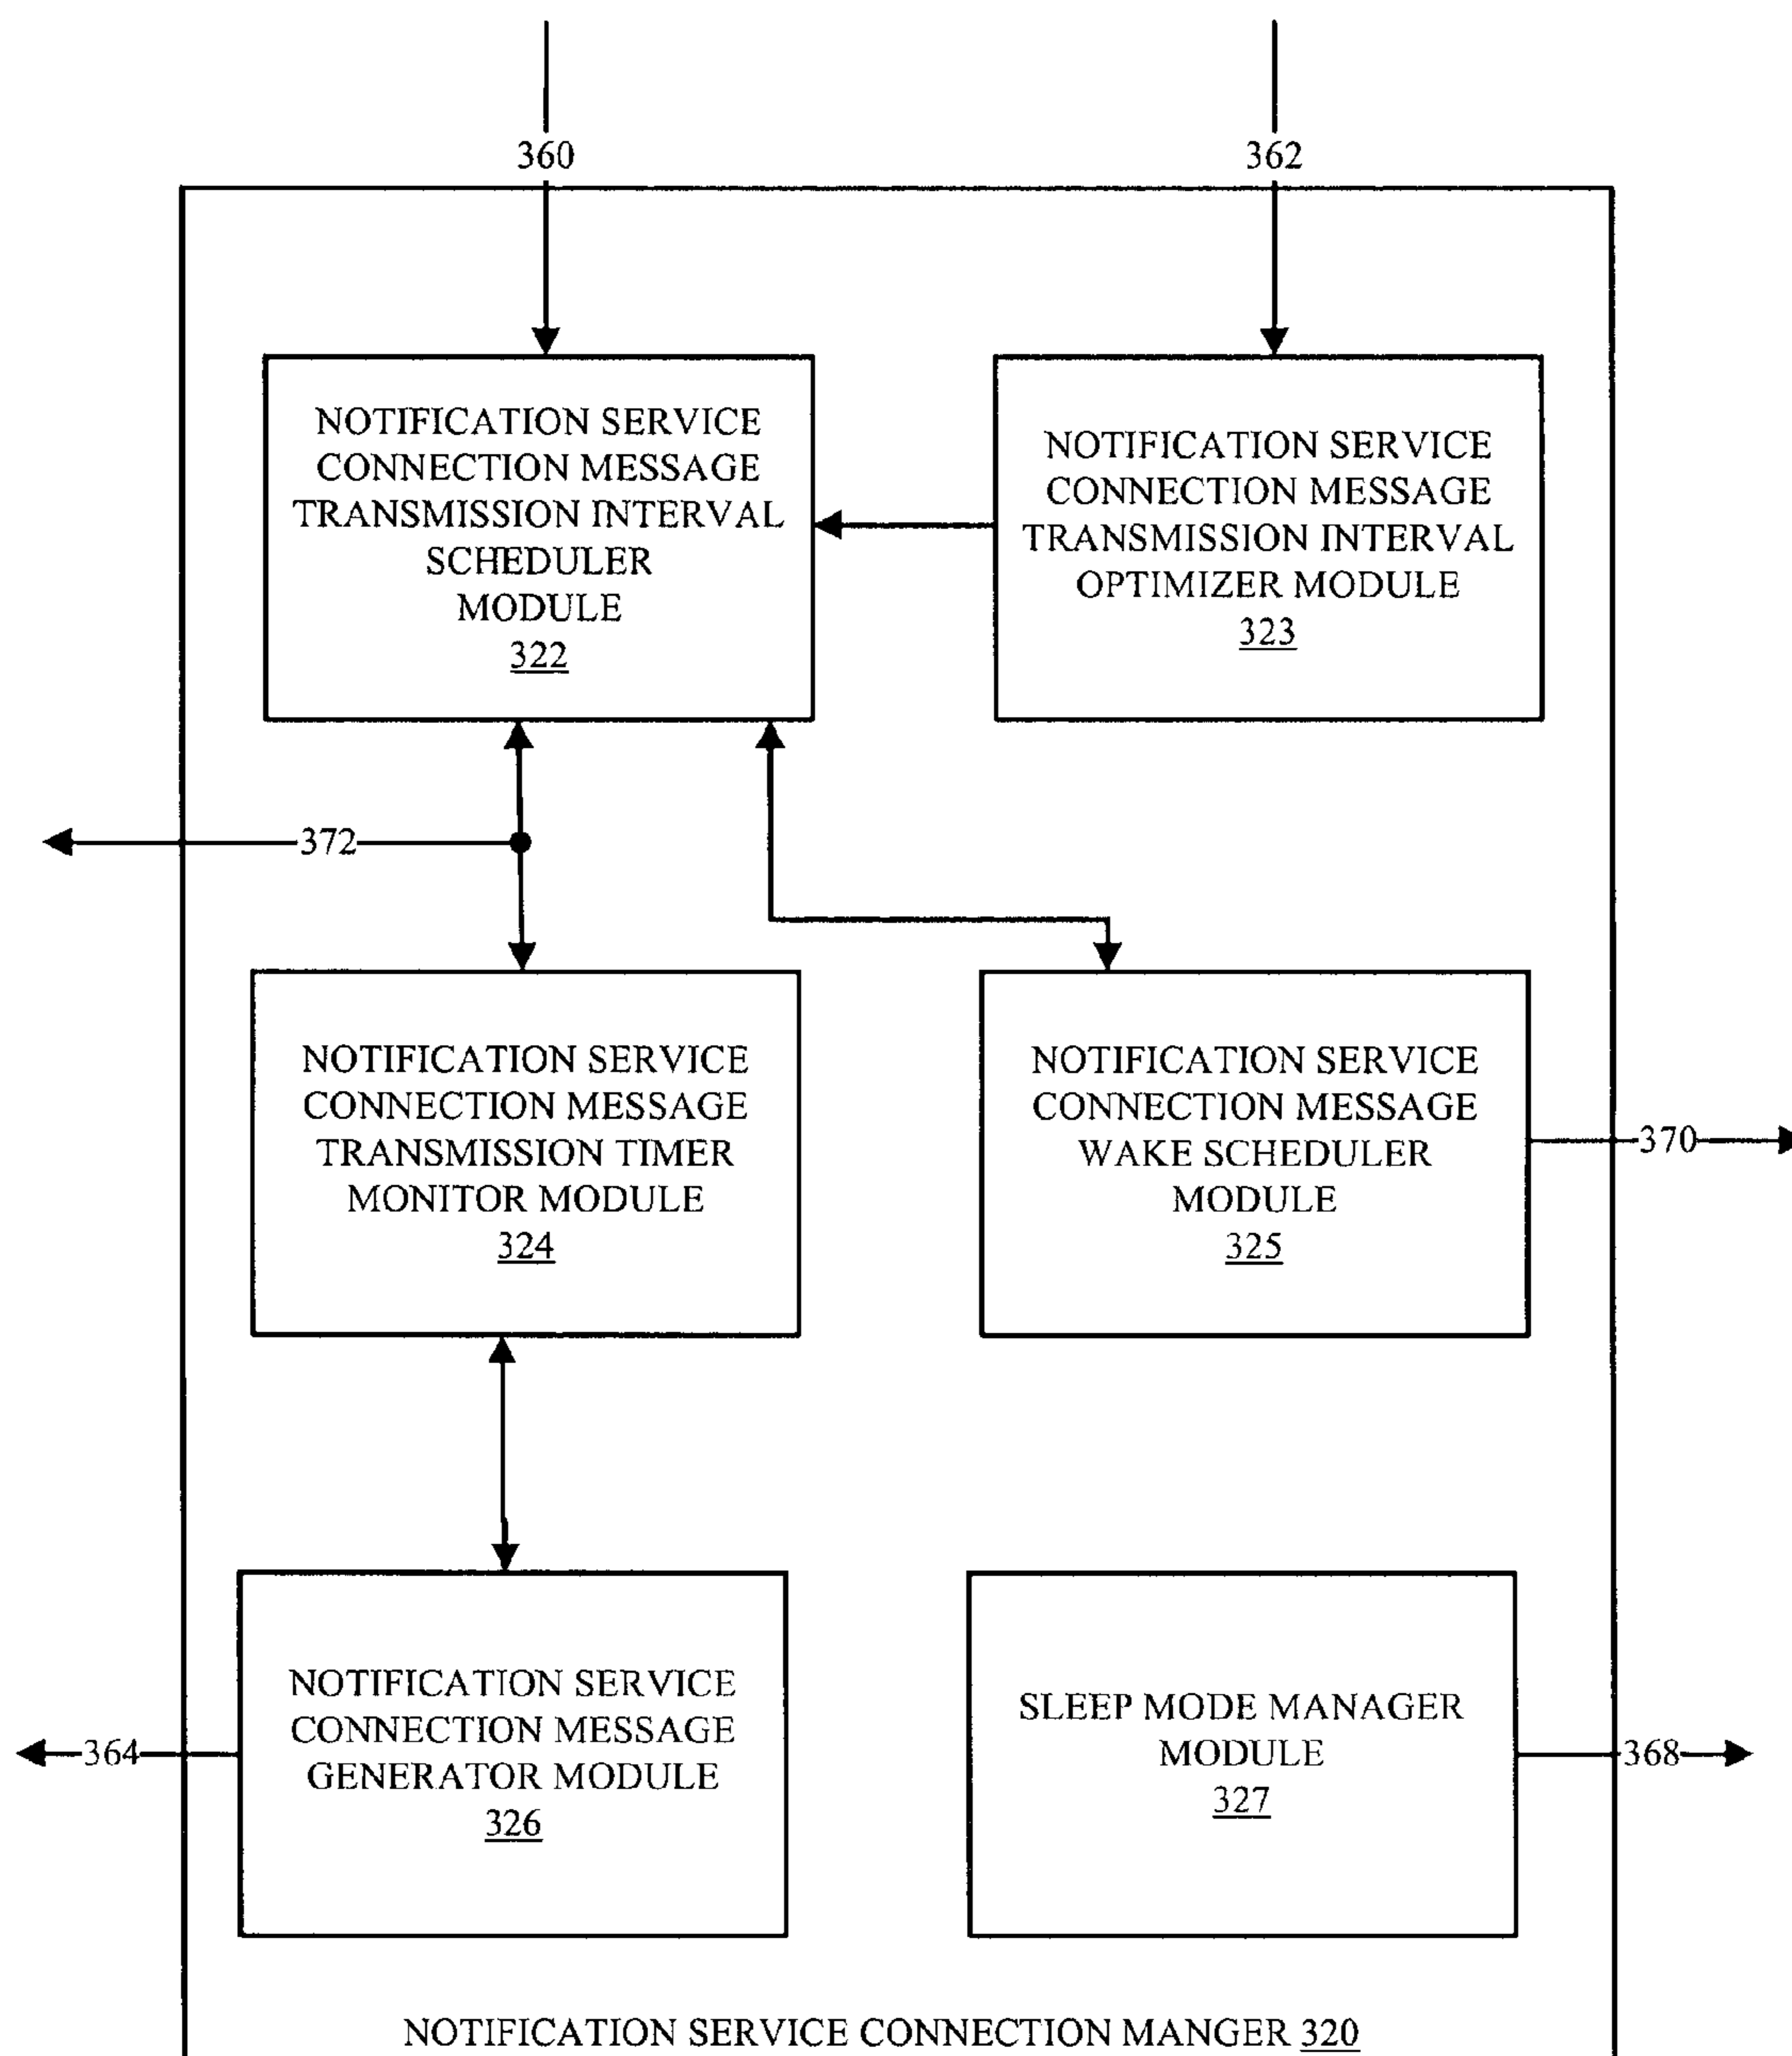 360
362
NOTIFICATION SERVICE
CONNECTION MESSAGE
TRANSMISSION INTERVAL
SCHEDULER
MODULE
322
NOTIFICATION SERVICE
CONNECTION MESSAGE
TRANSMISSION INTERVAL
OPTIMIZER MODULE
323
372
NOTIFICATION SERVICE
CONNECTION MESSAGE
TRANSMISSION TIMER
MONITOR MODULE
324
NOTIFICATION SERVICE
CONNECTION MESSAGE
WAKE SCHEDULER
MODULE
325
370
NOTIFICATION SERVICE
CONNECTION MESSAGE
GENERATOR MODULE
326
364
SLEEP MODE MANAGER
MODULE
327
368
NOTIFICATION SERVICE CONNECTION MANGER 320